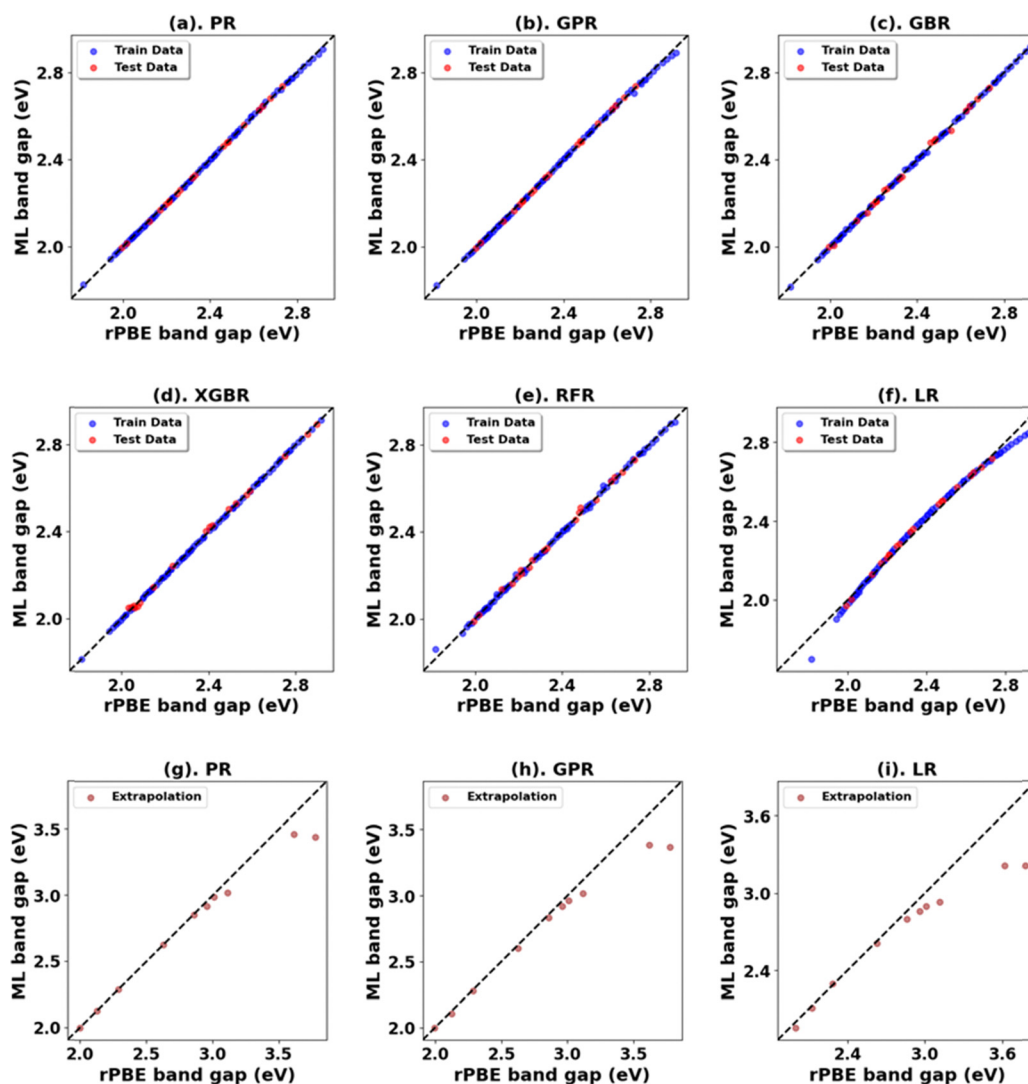 (a). PR
Train Data
Test Data
ML band gap (eV)
2.8
2.4
2.0
2.0 2.4 2.8
rPBE band gap (eV)
(b). GPR
Train Data
Test Data
ML band gap (eV)
2.8
2.4
2.0
2.0 2.4 2.8
rPBE band gap (eV)
(c). GBR
Train Data
Test Data
ML band gap (eV)
2.8
2.4
2.0
2.0 2.4 2.8
rPBE band gap (eV)
(d). XGBR
Train Data
Test Data
ML band gap (eV)
2.8
2.4
2.0
2.0 2.4 2.8
rPBE band gap (eV)
(e). RFR
Train Data
Test Data
ML band gap (eV)
2.8
2.4
2.0
2.0 2.4 2.8
rPBE band gap (eV)
(f). LR
Train Data
Test Data
ML band gap (eV)
2.8
2.4
2.0
2.0 2.4 2.8
rPBE band gap (eV)
(g). PR
Extrapolation
ML band gap (eV)
3.5
3.0
2.5
2.0
2.0 2.5 3.0 3.5
rPBE band gap (eV)
(h). GPR
Extrapolation
ML band gap (eV)
3.5
3.0
2.5
2.0
2.0 2.5 3.0 3.5
rPBE band gap (eV)
(i). LR
Extrapolation
ML band gap (eV)
3.6
3.0
2.4
2.4 3.0 3.6
rPBE band gap (eV)